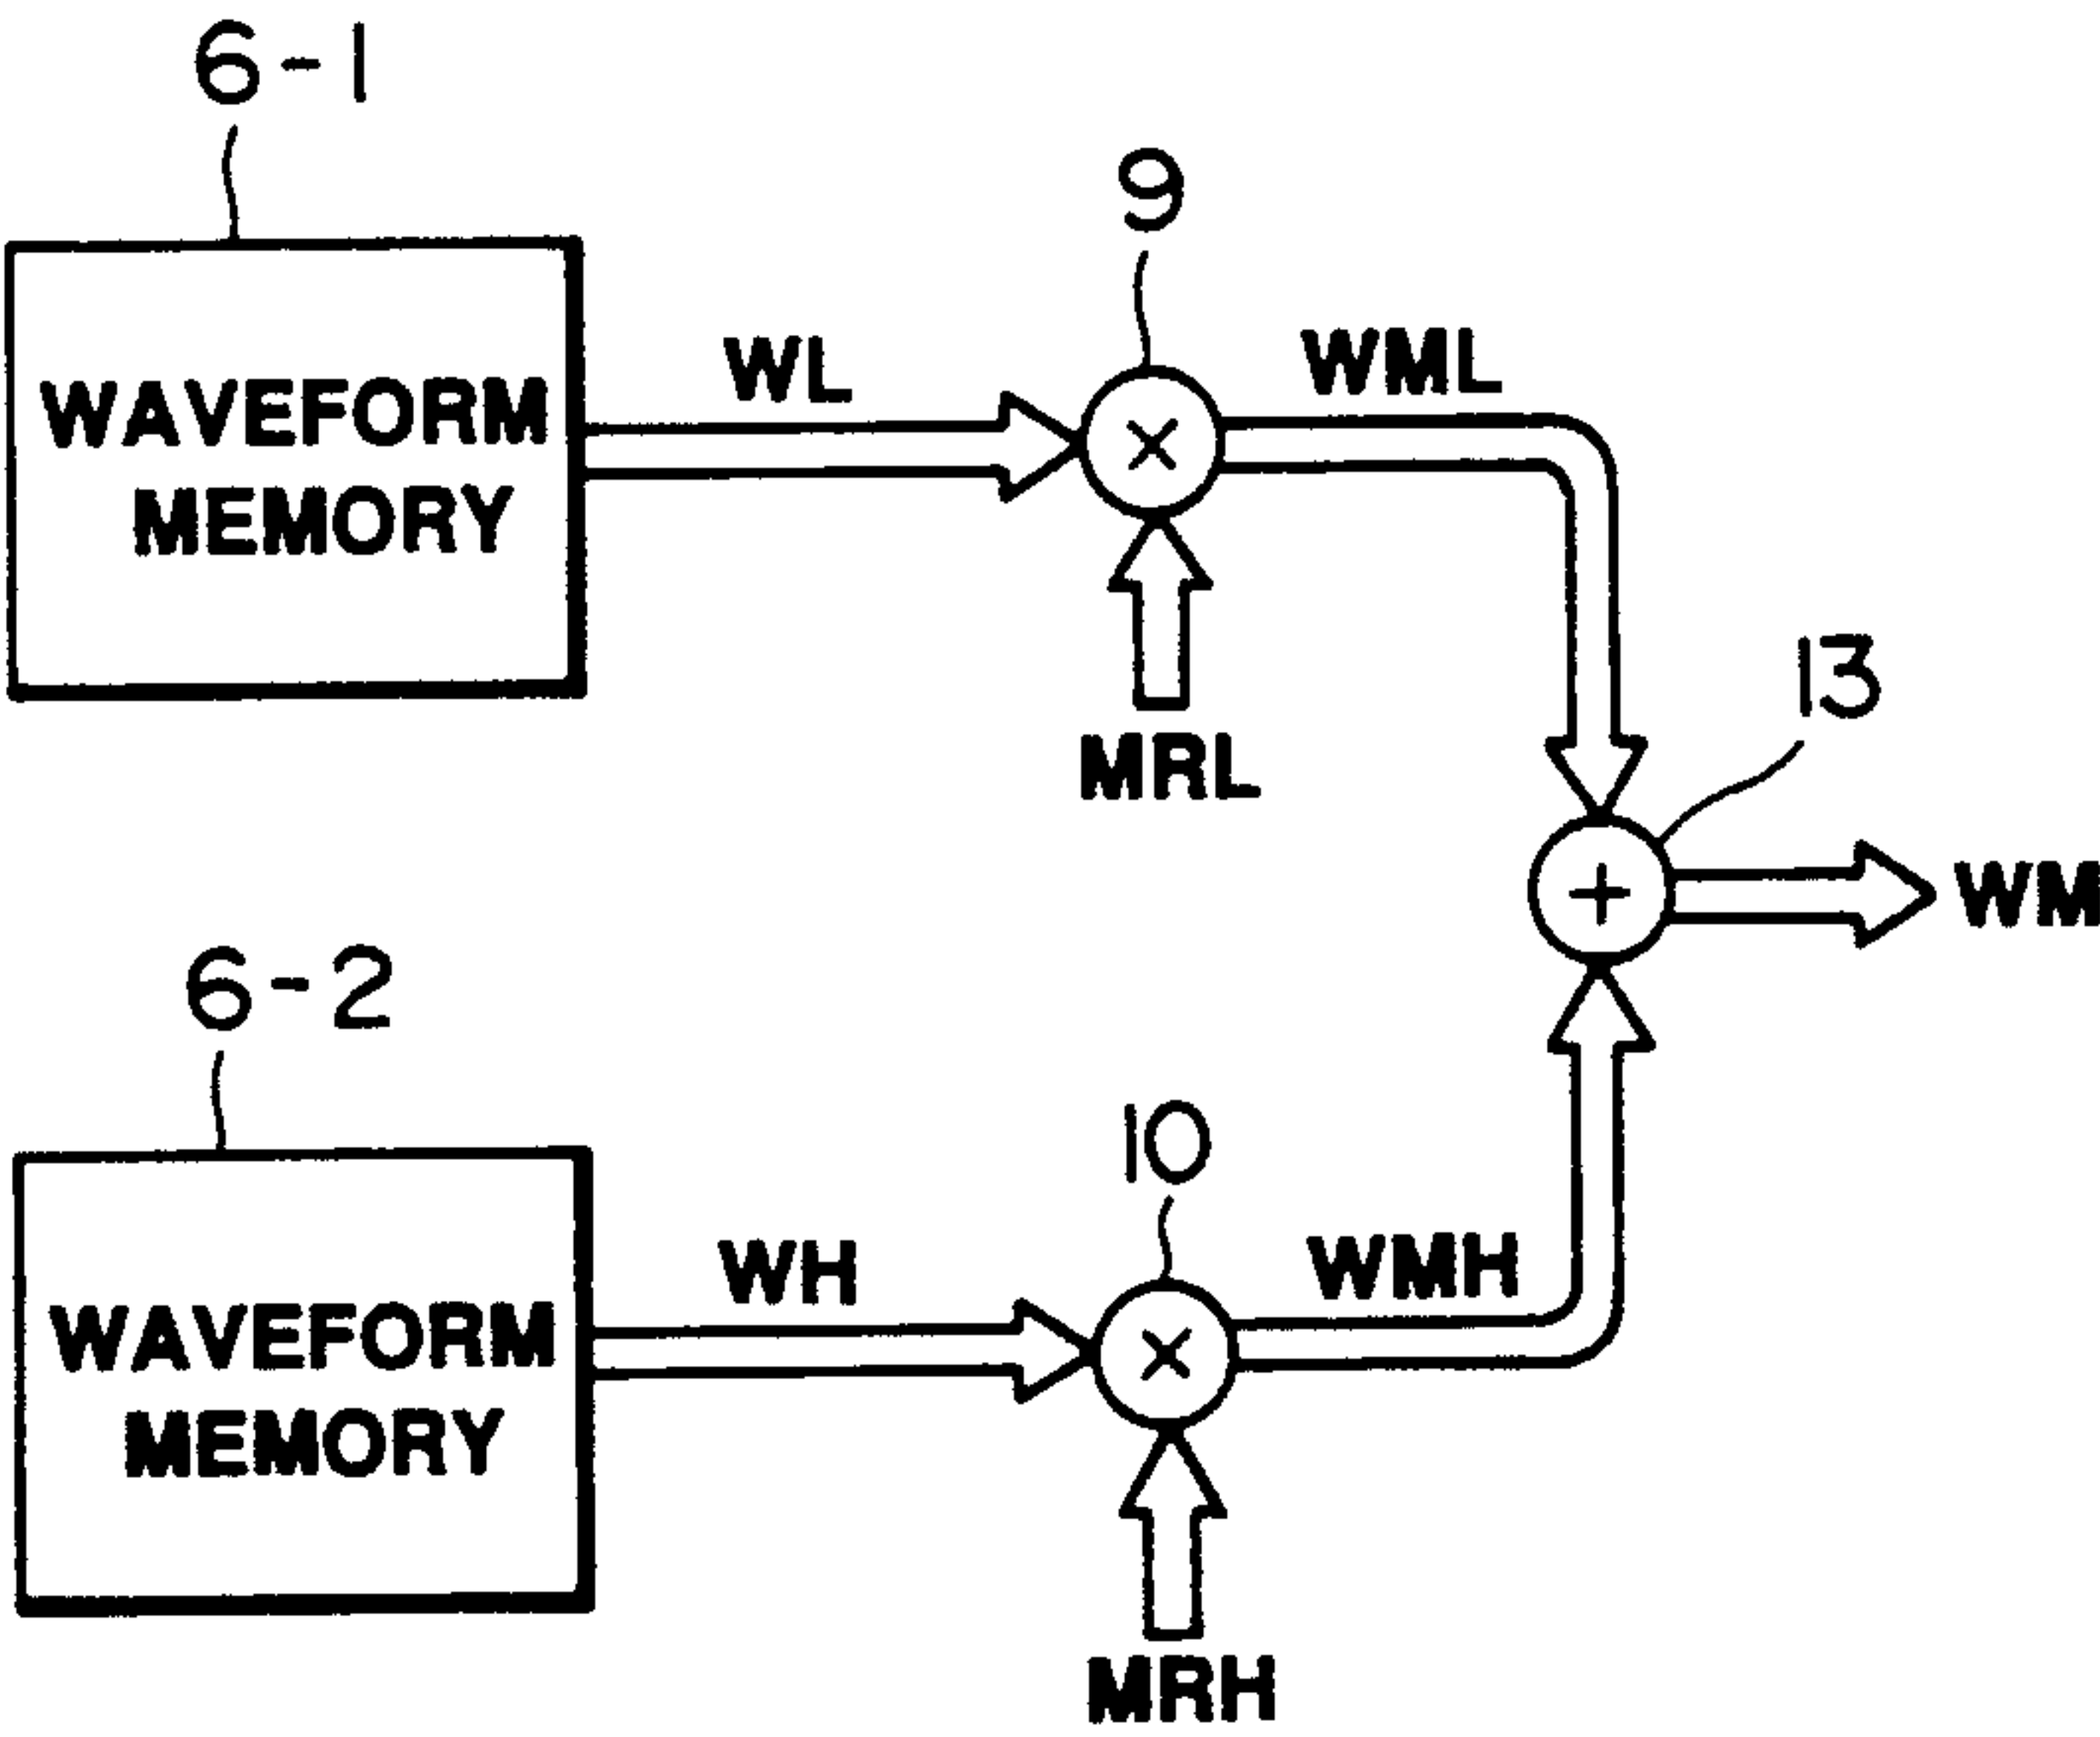 6-1
WAVEFORM
MEMORY
WL
9
WML
MRL
13
WM
6-2
WAVEFORM
MEMORY
WH
10
WMH
MRH